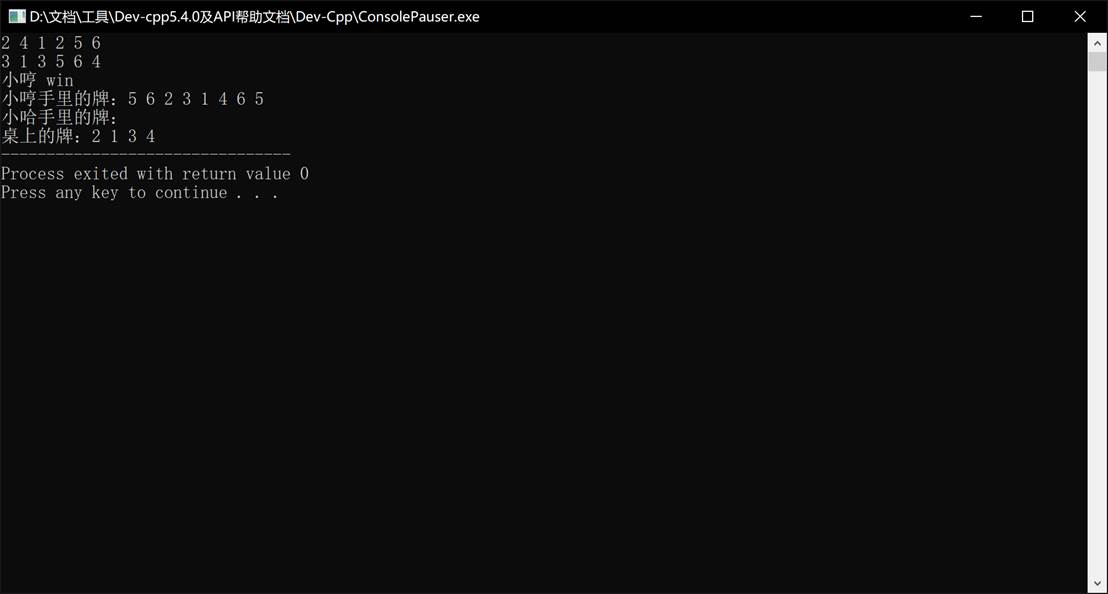 D:\文档\工具\Dev-cpp5.4.0及API帮助文档\Dev-Cpp\ConsolePauser.exe
2 4 1 2 5 6
3 1 3 5 6 4
小哼 win
小哼手里的牌：5 6 2 3 1 4 6 5
小哈手里的牌：
桌上的牌：2 1 3 4
--------------------------------
Process exited with return value 0
Press any key to continue . . .